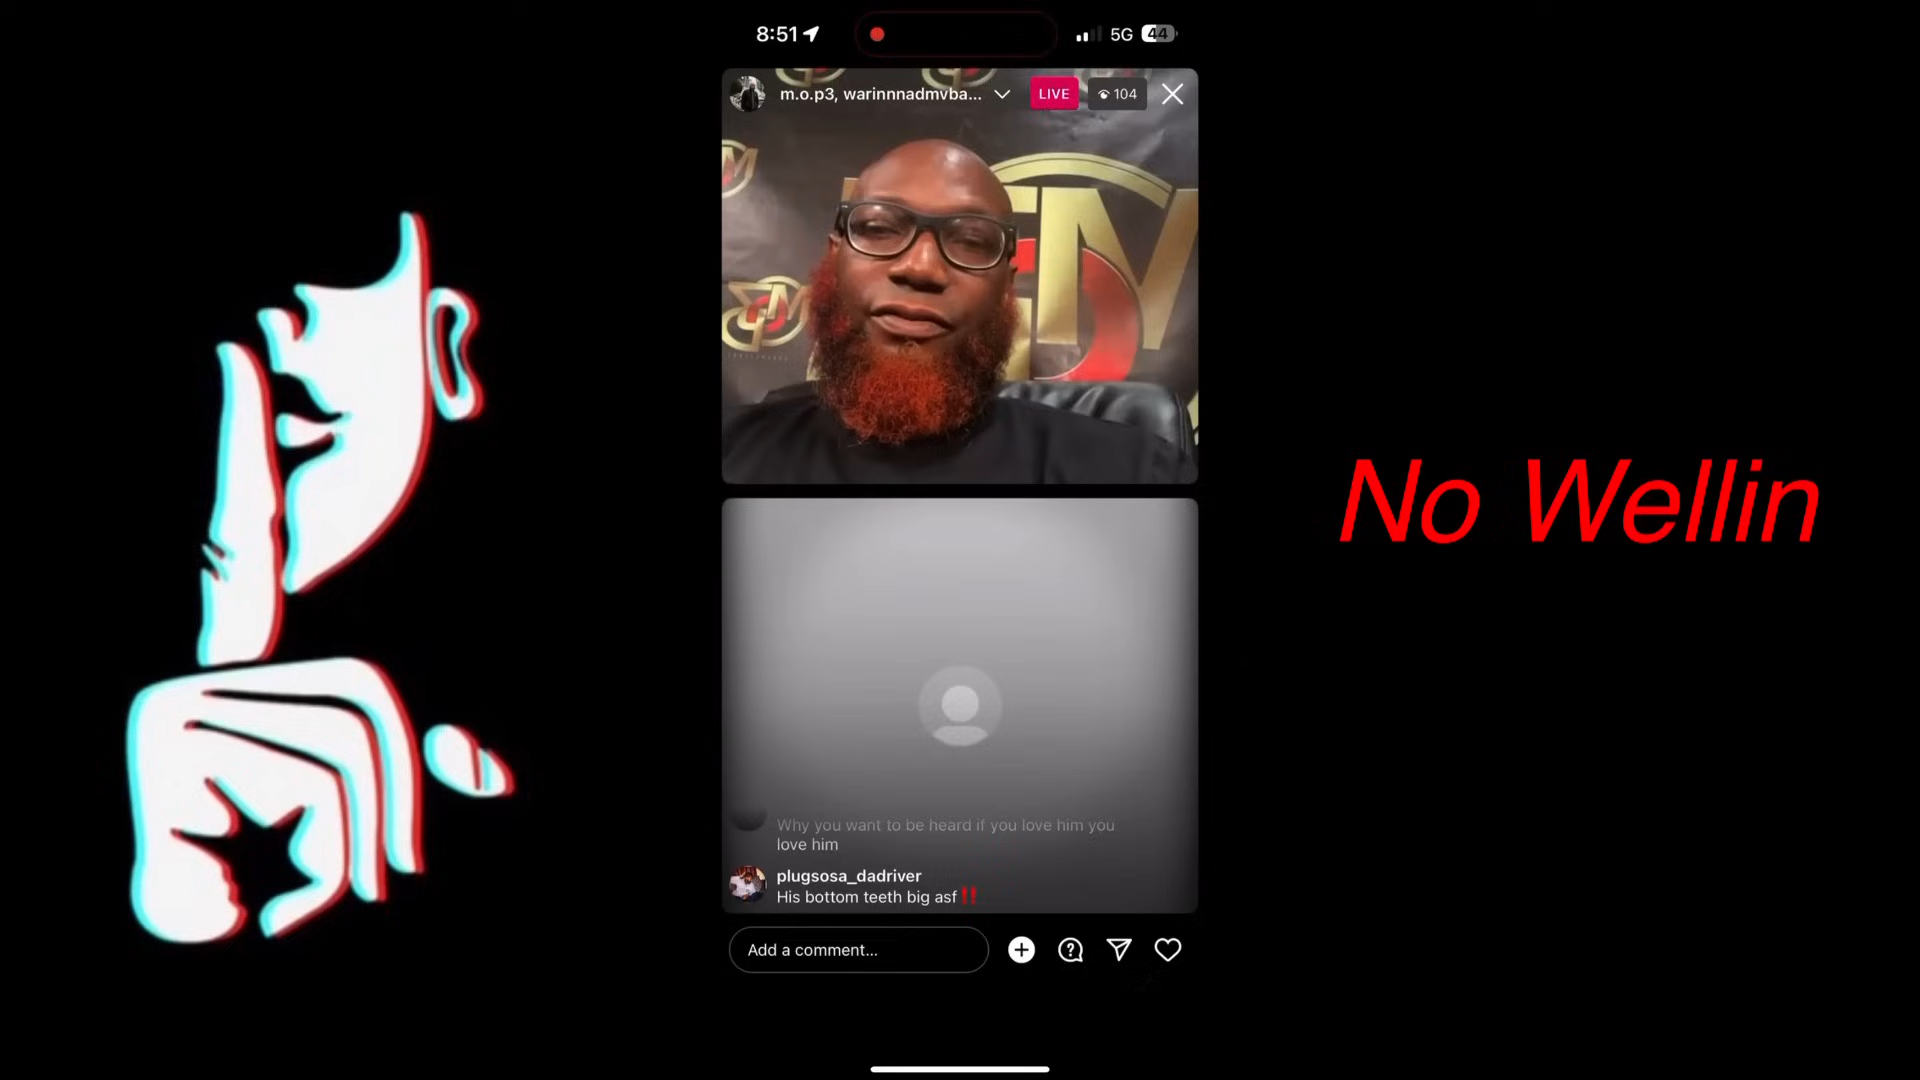 8:51
5G
44
m.o.p3, warinnnadmvba...
LIVE
104
No Wellin
Why you want to be heard if you love him you
love him
plugsosa_dadriver
His bottom teeth big asf‼️
Add a comment...